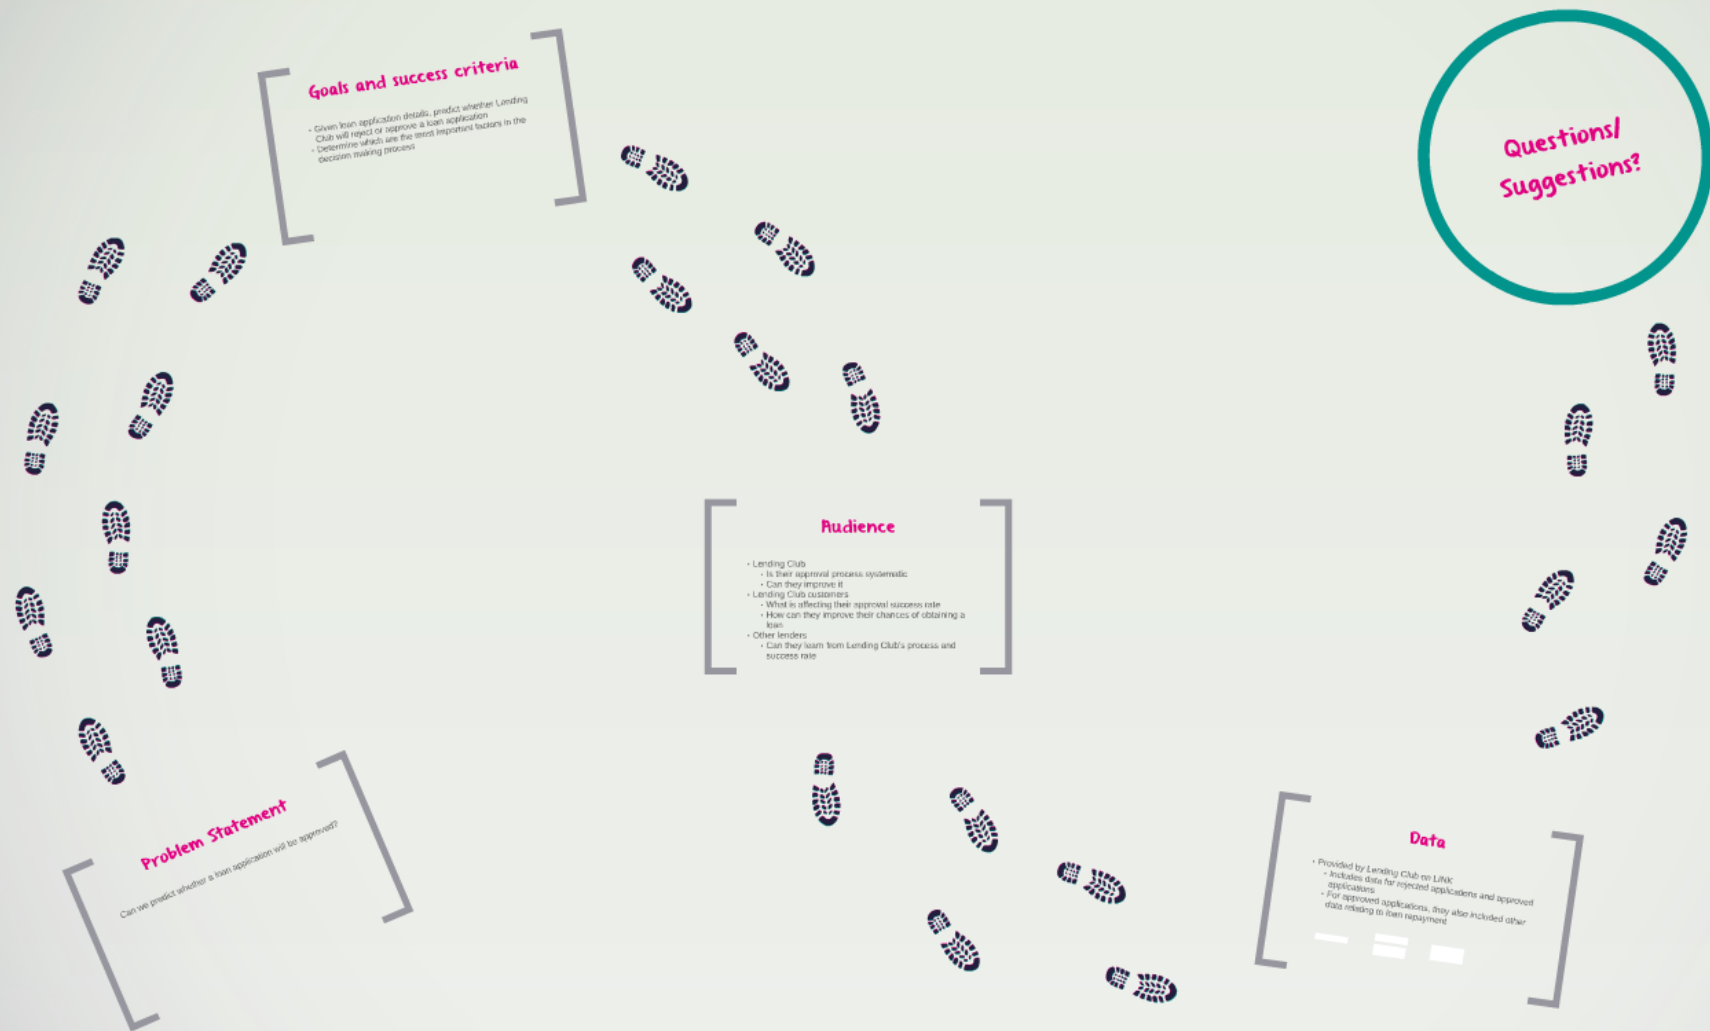 Problem Statement
Can we predict whether a loan application will be approved?
Goals and success criteria
- Given loan application details, predict whether Lending
Club will reject or approve a loan application
- Determine which are the most important factors in the
decision making process
Audience
- Lending Club
- Is their approval process systematic
- Can they improve it
- Lending Club customers
- What is affecting their approval success rate
- How can they improve their chances of obtaining a
loan
- Other lenders
- Can they learn from Lending Club's process and
success rate
Data
- Provided by Lending Club on LINK
- Includes data for rejected applications and approved
applications
- For approved applications, they also included other
data relating to loan repayment
Questions/
Suggestions?